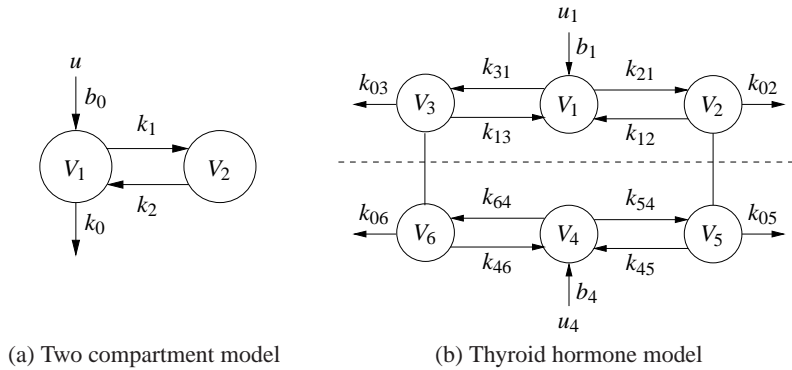 u
b₀
k₁
V₁
V₂
k₂
k₀
(a) Two compartment model
u₁
b₁
k₀₃
k₃₁
k₂₁
k₀₂
V₃
V₁
V₂
k₁₃
k₁₂
k₀₆
k₆₄
k₅₄
k₀₅
V₆
V₄
V₅
k₄₆
k₄₅
b₄
u₄
(b) Thyroid hormone model